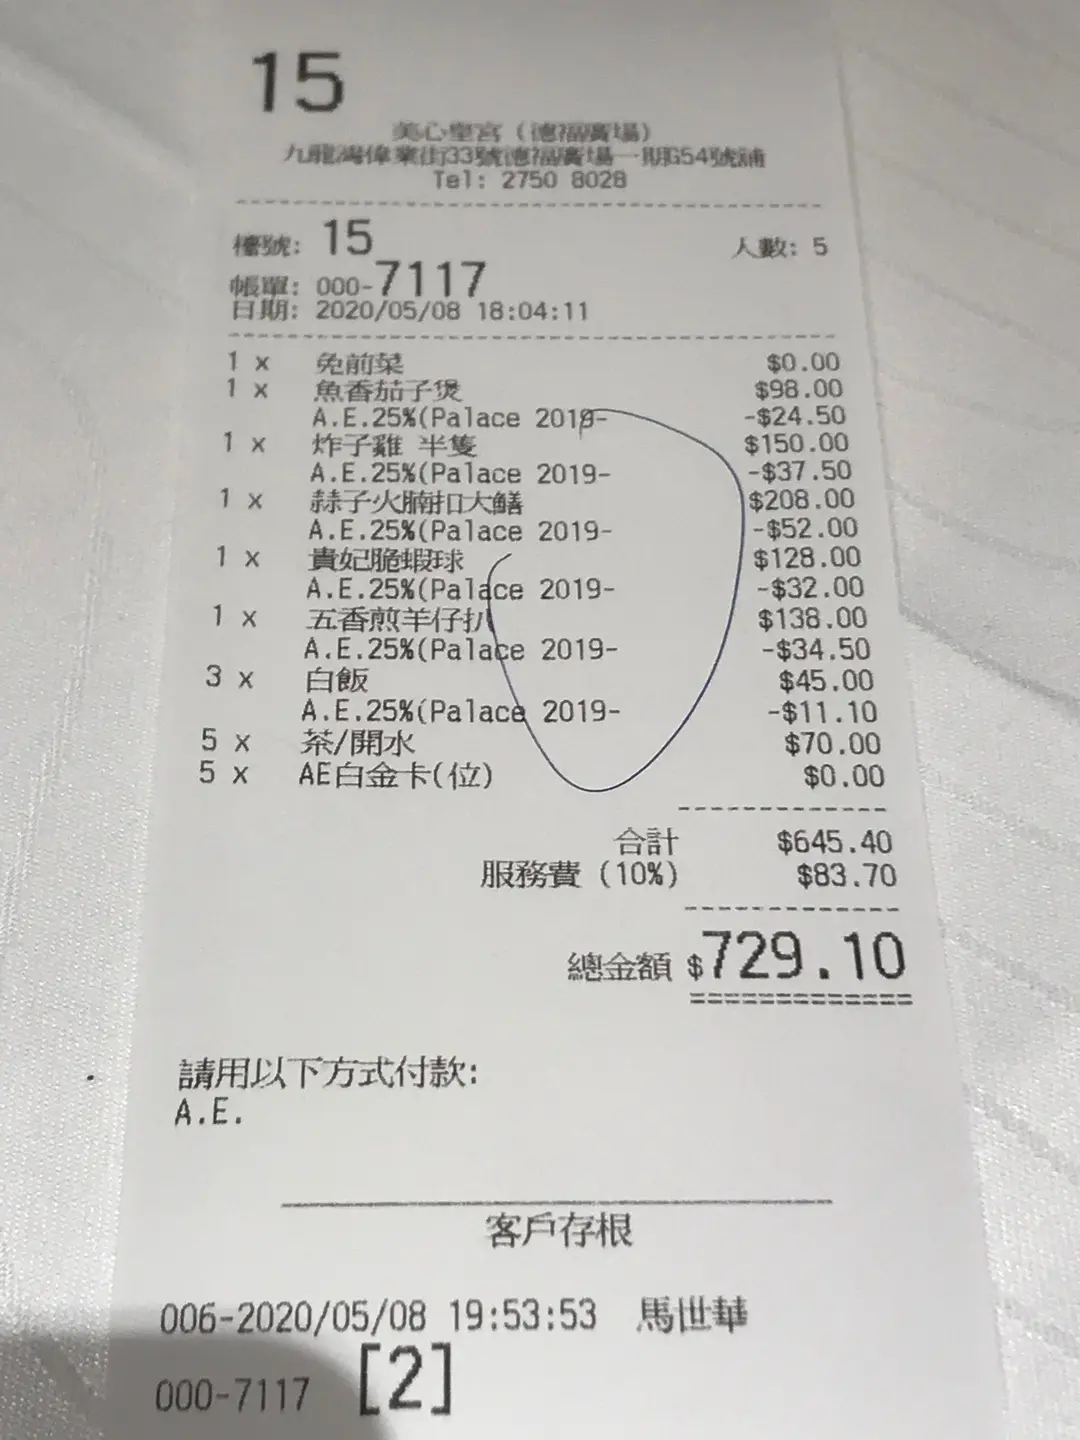 15
美心皇宮(德福廣場)
九龍灣偉業街33號德福廣場一期G54號舖
Tel: 2750 8028
檯號: 15 人數: 5
帳單: 000-7117
日期: 2020/05/08 18:04:11
1 x 免前菜 $0.00
1 x 魚香茄子煲 $98.00
A.E.25%(Palace 2019- -$24.50
1 x 炸子雞 半隻 $150.00
A.E.25%(Palace 2019- -$37.50
1 x 蒜子火腩扣大鱔 $208.00
A.E.25%(Palace 2019- -$52.00
1 x 貴妃脆蝦球 $128.00
A.E.25%(Palace 2019- -$32.00
1 x 五香煎羊仔扒 $138.00
A.E.25%(Palace 2019- -$34.50
3 x 白飯 $45.00
A.E.25%(Palace 2019- -$11.10
5 x 茶/開水 $70.00
5 x AE白金卡(位) $0.00
合計 $645.40
服務費 (10%) $83.70
總金額 $729.10
請用以下方式付款:
A.E.
客戶存根
006-2020/05/08 19:53:53 馬世華
000-7117 [2]